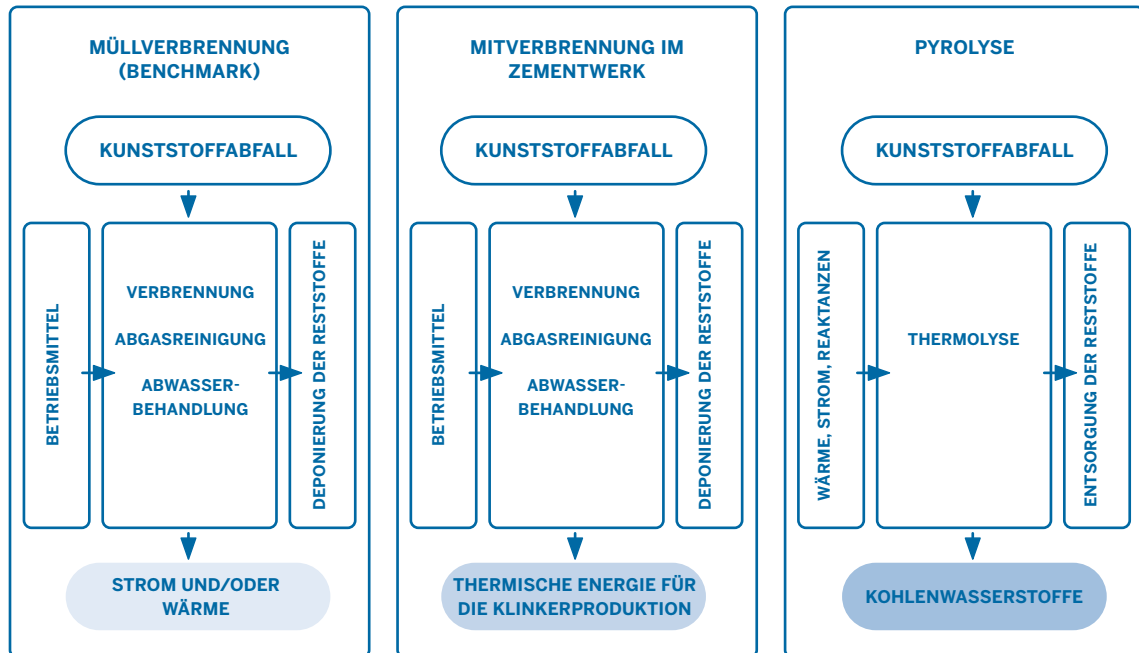 MÜLLVERBRENNUNG
(BENCHMARK)
KUNSTSTOFFABFALL
BETRIEBSMITTEL
VERBRENNUNG
ABGASREINIGUNG
ABWASSER-
BEHANDLUNG
DEPONIERUNG DER RESTSTOFFE
STROM UND/ODER
WÄRME
MITVERBRENNUNG IM
ZEMENTWERK
KUNSTSTOFFABFALL
BETRIEBSMITTEL
VERBRENNUNG
ABGASREINIGUNG
ABWASSER-
BEHANDLUNG
DEPONIERUNG DER RESTSTOFFE
THERMISCHE ENERGIE FÜR
DIE KLINKERPRODUKTION
PYROLYSE
KUNSTSTOFFABFALL
WÄRME, STROM, REAKTANZEN
THERMOLYSE
ENTSORGUNG DER RESTSTOFFE
KOHLENWASSERSTOFFE